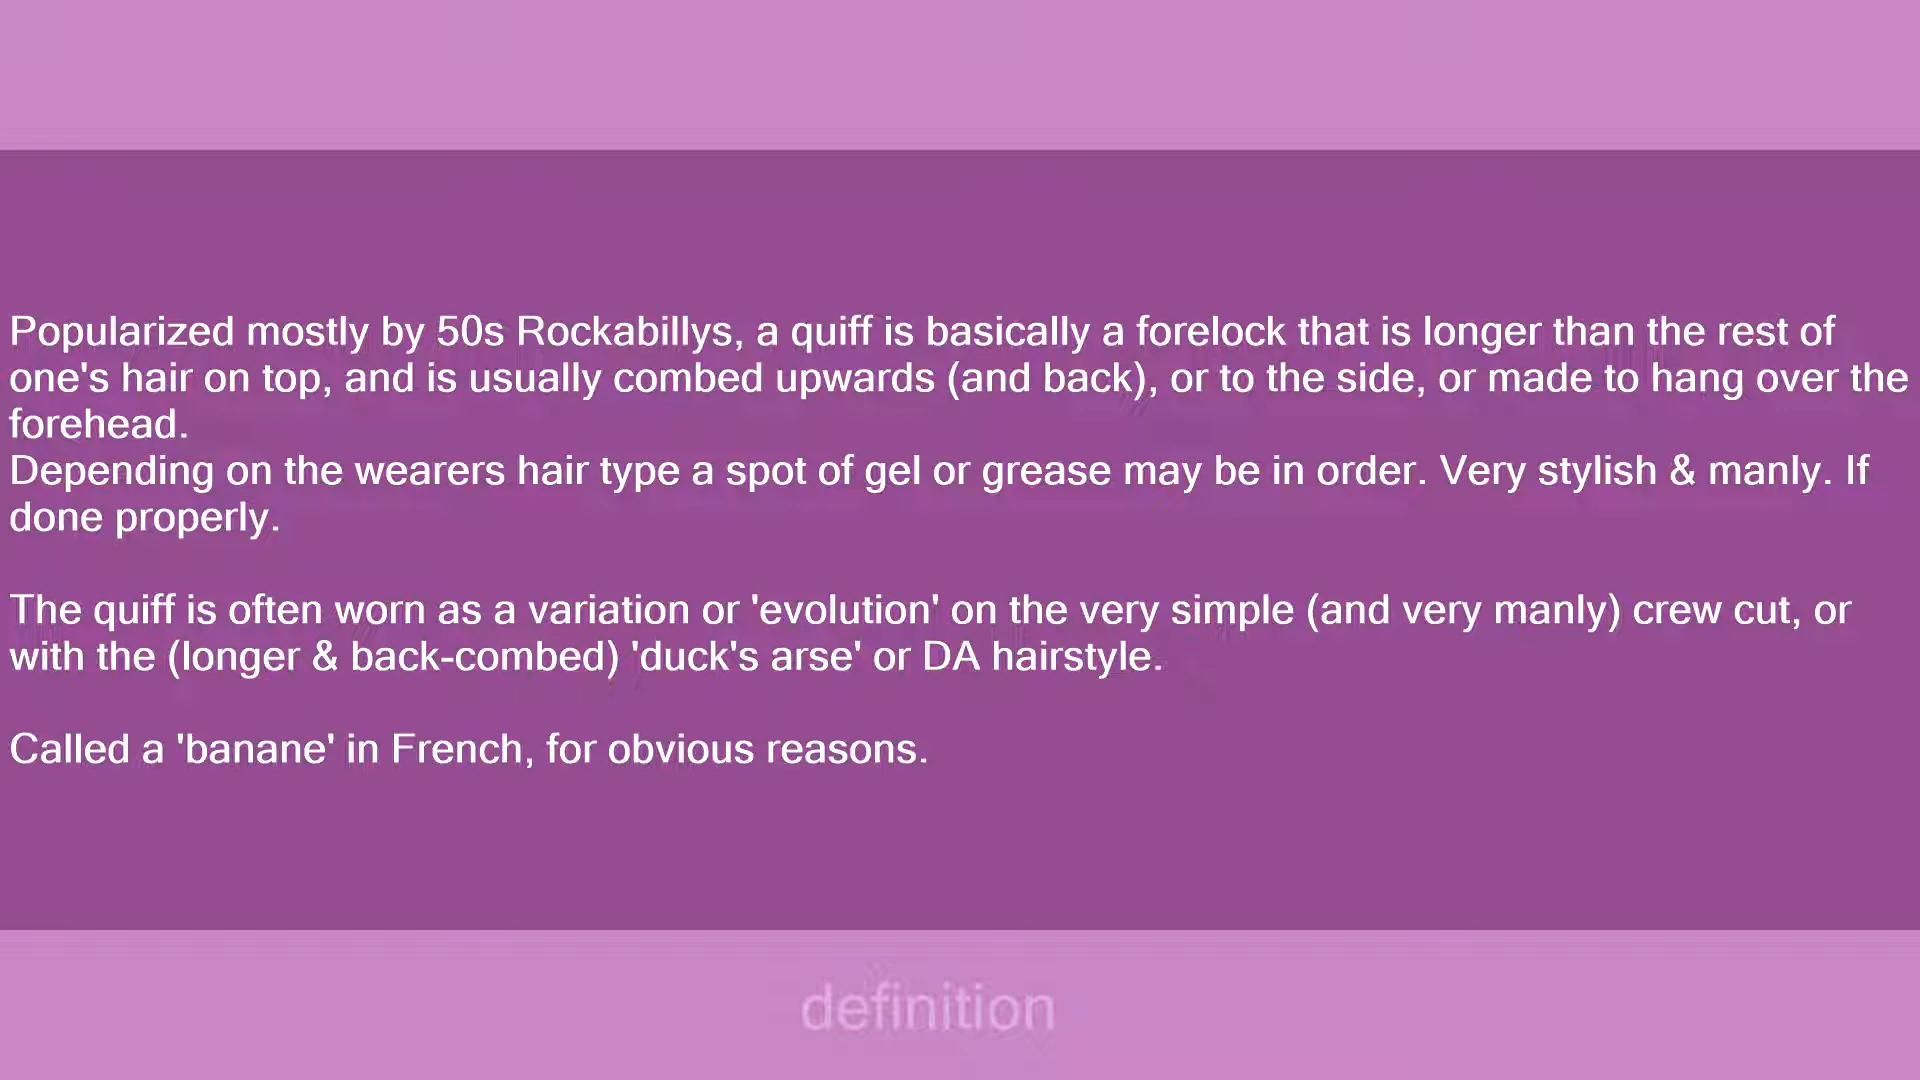 Popularized mostly by 50s Rockabillys, a quiff is basically a forelock that is longer than the rest of
one's hair on top, and is usually combed upwards (and back), or to the side, or made to hang over the
forehead.
Depending on the wearers hair type a spot of gel or grease may be in order. Very stylish & manly. If
done properly.
The quiff is often worn as a variation or 'evolution' on the very simple (and very manly) crew cut, or
with the (longer & back-combed) 'duck's arse' or DA hairstyle.
Called a 'banane' in French, for obvious reasons.
definition